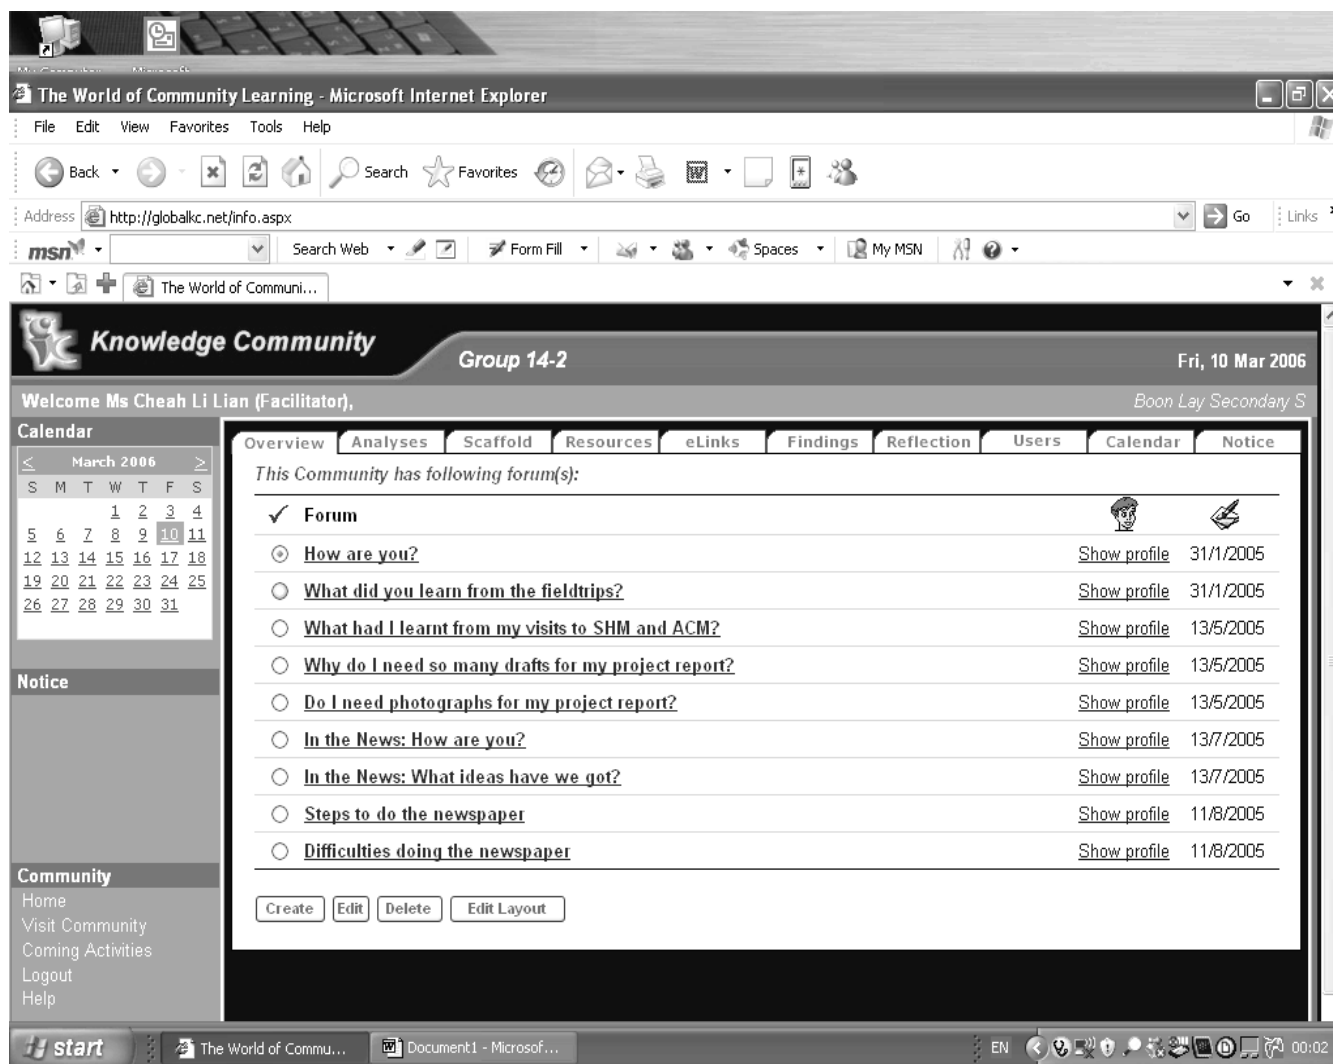 The World of Community Learning - Microsoft Internet Explorer
File Edit View Favorites Tools Help
Back Search Favorites
Address http://globalkc.net/info.aspx Go Links
msn Search Web Form Fill Spaces My MSN
The World of Communi...
Knowledge Community
Group 14-2 Fri, 10 Mar 2006
Welcome Ms Cheah Li Lian (Facilitator), Boon Lay Secondary S
Calendar
< March 2006 >
S M T W T F S
1 2 3 4
5 6 7 8 9 10 11
12 13 14 15 16 17 18
19 20 21 22 23 24 25
26 27 28 29 30 31
Notice
Community
Home
Visit Community
Coming Activities
Logout
Help
Overview Analyses Scaffold Resources eLinks Findings Reflection Users Calendar Notice
This Community has following forum(s):
Forum
How are you? Show profile 31/1/2005
What did you learn from the fieldtrips? Show profile 31/1/2005
What had I learnt from my visits to SHM and ACM? Show profile 13/5/2005
Why do I need so many drafts for my project report? Show profile 13/5/2005
Do I need photographs for my project report? Show profile 13/5/2005
In the News: How are you? Show profile 13/7/2005
In the News: What ideas have we got? Show profile 13/7/2005
Steps to do the newspaper Show profile 11/8/2005
Difficulties doing the newspaper Show profile 11/8/2005
Create Edit Delete Edit Layout
start The World of Commu... Document1 - Microsof... EN 00:02